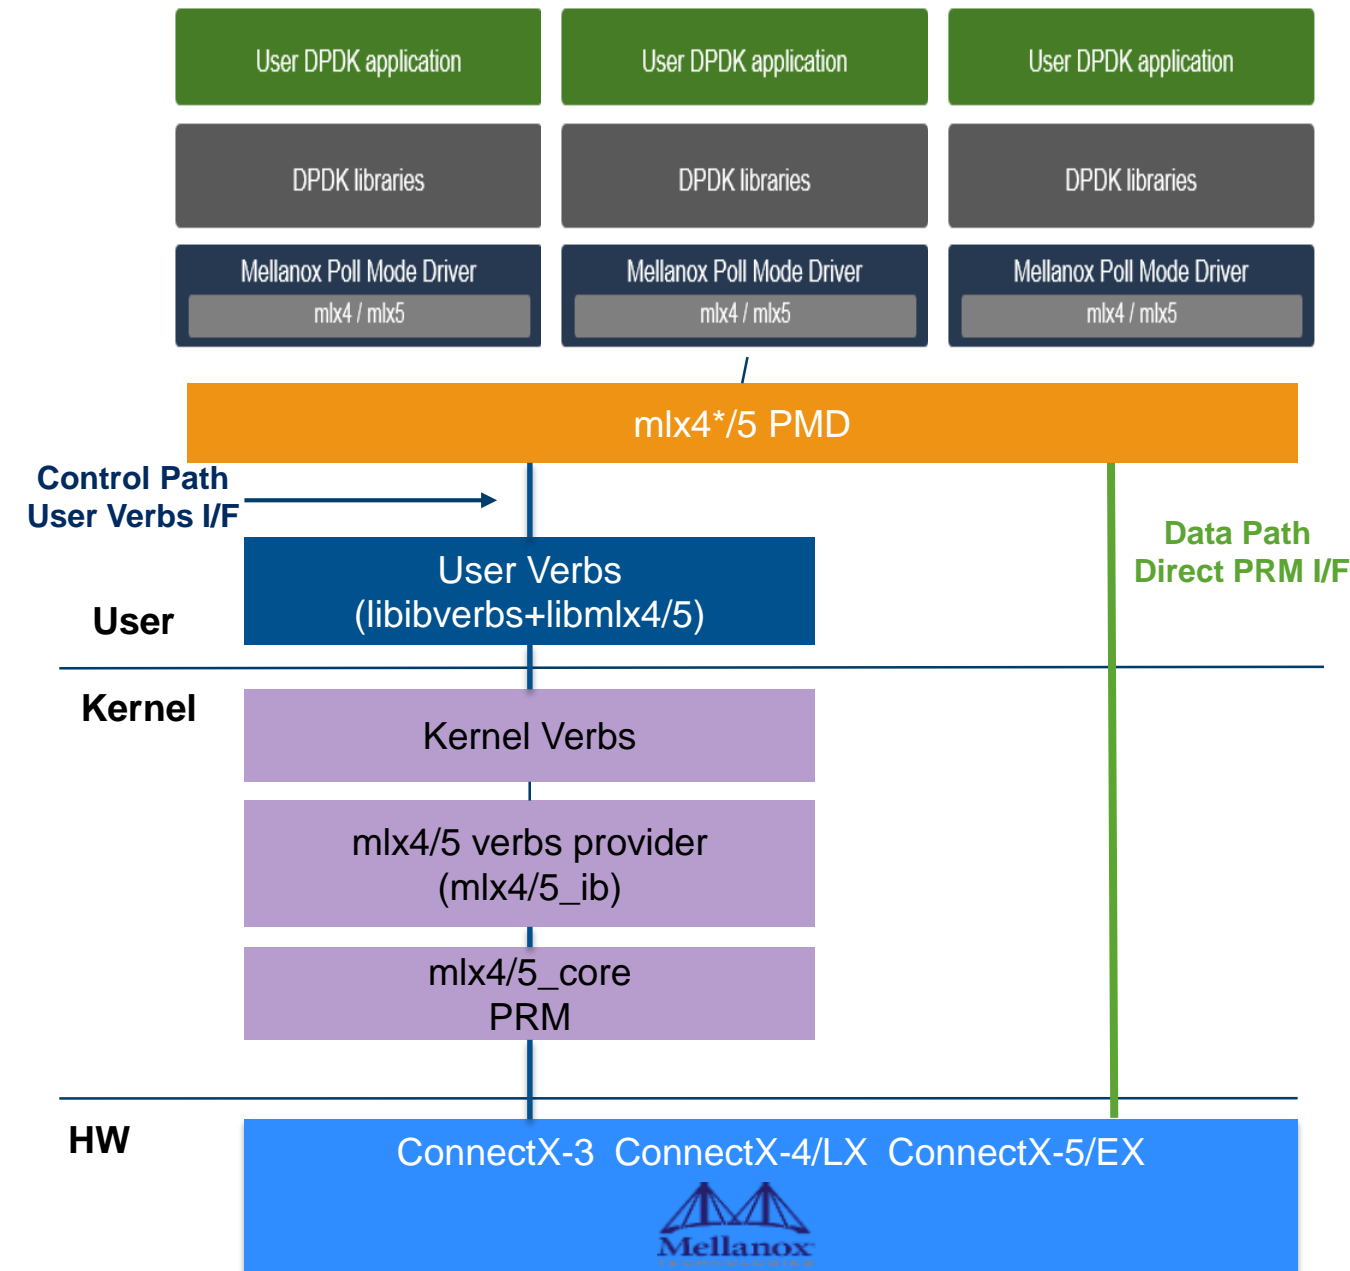 User DPDK application
User DPDK application
User DPDK application
DPDK libraries
DPDK libraries
DPDK libraries
Mellanox Poll Mode Driver
mlx4 / mlx5
Mellanox Poll Mode Driver
mlx4 / mlx5
Mellanox Poll Mode Driver
mlx4 / mlx5
mlx4*/5 PMD
Control Path
User Verbs I/F
Data Path
Direct PRM I/F
User Verbs
(libibverbs+libmlx4/5)
User
Kernel
Kernel Verbs
mlx4/5 verbs provider
(mlx4/5_ib)
mlx4/5_core
PRM
HW
ConnectX-3 ConnectX-4/LX ConnectX-5/EX
Mellanox
TECHNOLOGIES